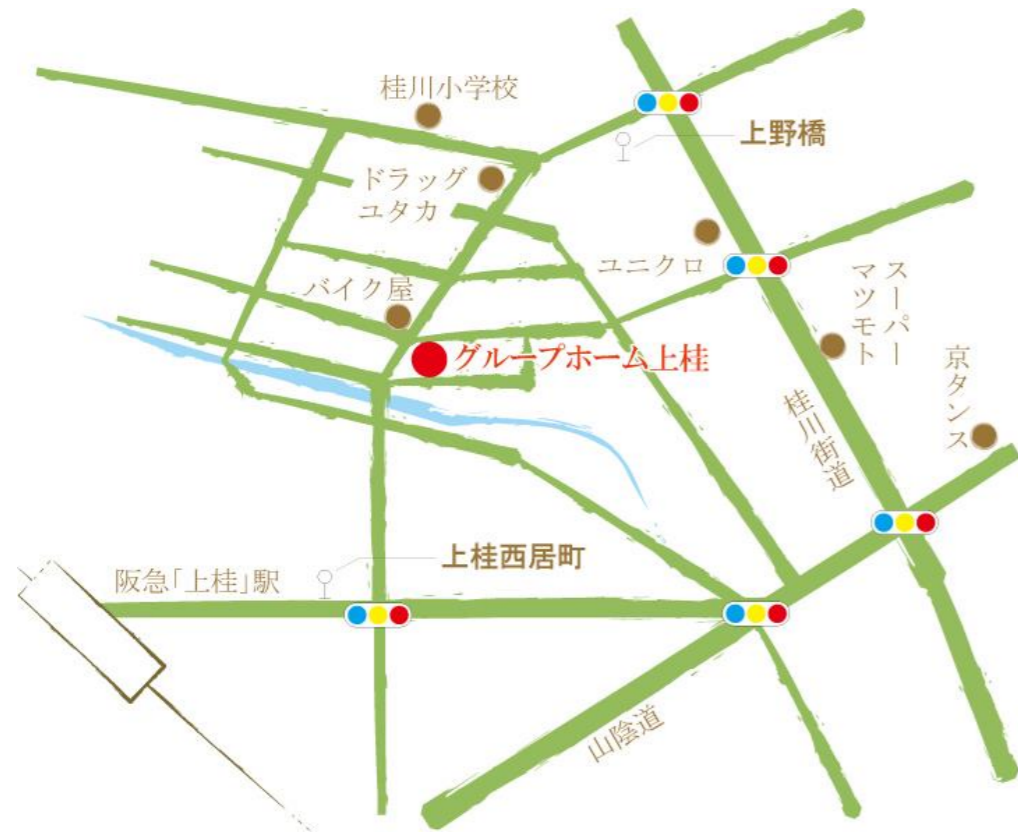 桂川小学校
上野橋
ドラッグ
ユタカ
ユニクロ
スーパー
マツモト
バイク屋
グループホーム上桂
京タンス
桂川街道
上桂西居町
阪急「上桂」駅
山陰道